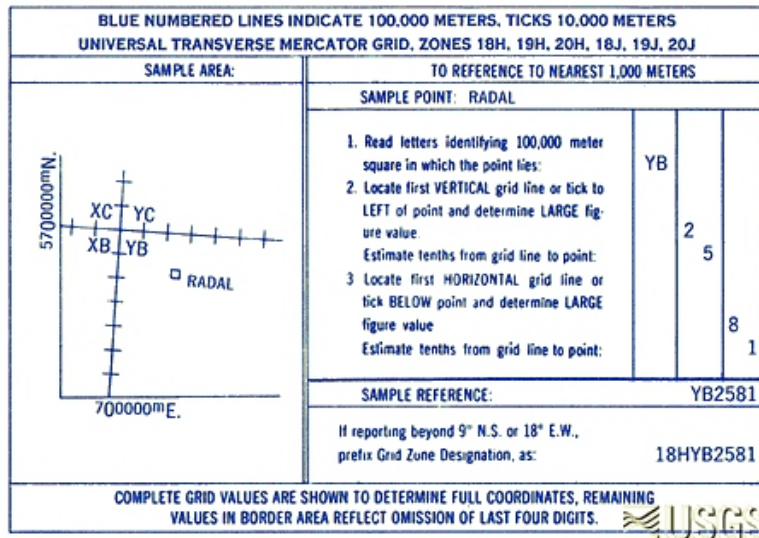 BLUE NUMBERED LINES INDICATE 100,000 METERS, TICKS 10,000 METERS
UNIVERSAL TRANSVERSE MERCATOR GRID, ZONES 18H, 19H, 20H, 18J, 19J, 20J
SAMPLE AREA:
5700000mN.
XC YC
XB YB
RADAL
700000mE.
TO REFERENCE TO NEAREST 1,000 METERS
SAMPLE POINT: RADAL
1. Read letters identifying 100,000 meter
square in which the point lies: YB
2. Locate first VERTICAL grid line or tick to
LEFT of point and determine LARGE fig-
ure value. 2
Estimate tenths from grid line to point: 5
3 Locate first HORIZONTAL grid line or
tick BELOW point and determine LARGE
figure value 8
Estimate tenths from grid line to point: 1
SAMPLE REFERENCE: YB2581
If reporting beyond 9° N.S. or 18° E.W.,
prefix Grid Zone Designation, as: 18HYB2581
COMPLETE GRID VALUES ARE SHOWN TO DETERMINE FULL COORDINATES, REMAINING
VALUES IN BORDER AREA REFLECT OMISSION OF LAST FOUR DIGITS.
USGS